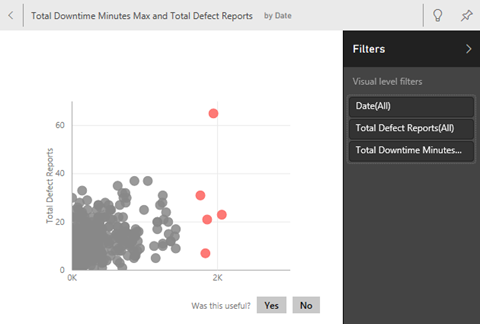 Total Downtime Minutes Max and Total Defect Reports by Date
Filters
Visual level filters
Date(All)
Total Defect Reports(All)
Total Downtime Minutes...
Total Defect Reports
60
40
20
0
0K
2K
Was this useful?
Yes
No